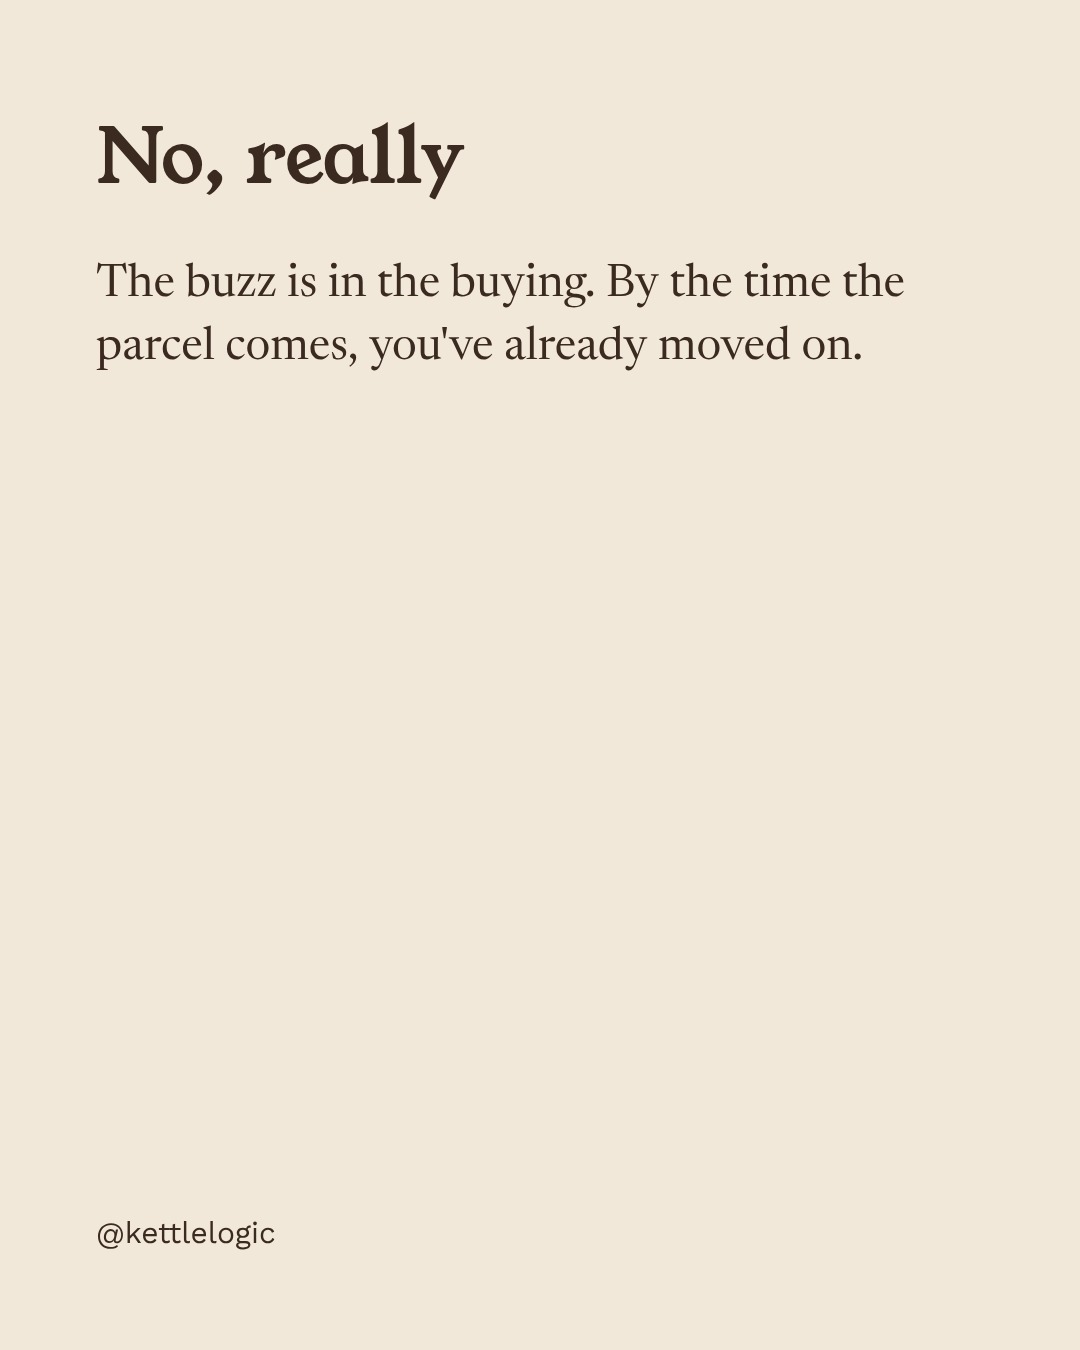 No, really
The buzz is in the buying. By the time the
parcel comes, you've already moved on.
@kettlelogic